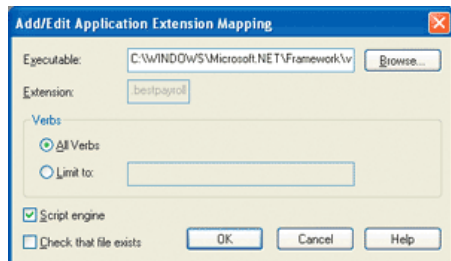 Add/Edit Application Extension Mapping
Executable: C:\WINDOWS\Microsoft.NET\Framework\v Browse...
Extension: .bestpayroll
Verbs
All Verbs
Limit to:
Script engine
Check that file exists OK Cancel Help